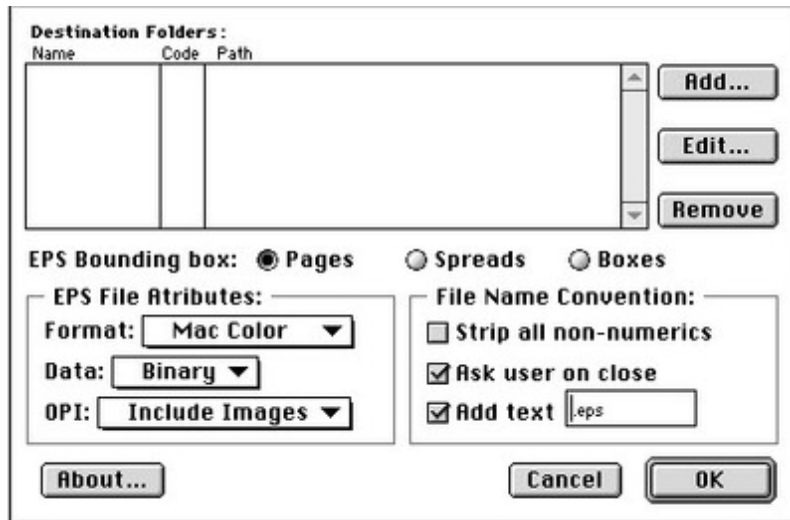 Destination Folders:
Name Code Path
Add...
Edit...
Remove
EPS Bounding box: Pages Spreads Boxes
EPS File Atributes:
Format: Mac Color
Data: Binary
OPI: Include Images
File Name Convention:
Strip all non-numerics
Ask user on close
Add text .eps
About...
Cancel
OK